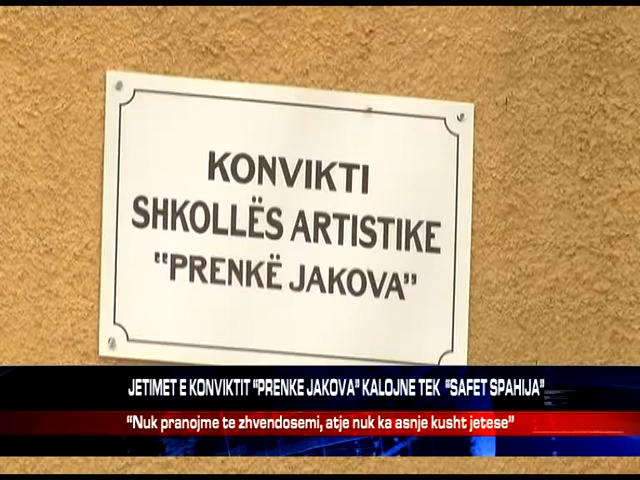 KONVIKTI
SHKOLLËS ARTISTIKE
"PRENKË JAKOVA"
JETIMET E KONVIKTIT "PRENKE JAKOVA" KALOJNE TEK "SAFET SPAHIJA"
"Nuk pranojme te zhvendosemi, atje nuk ka asnje kusht jetese"